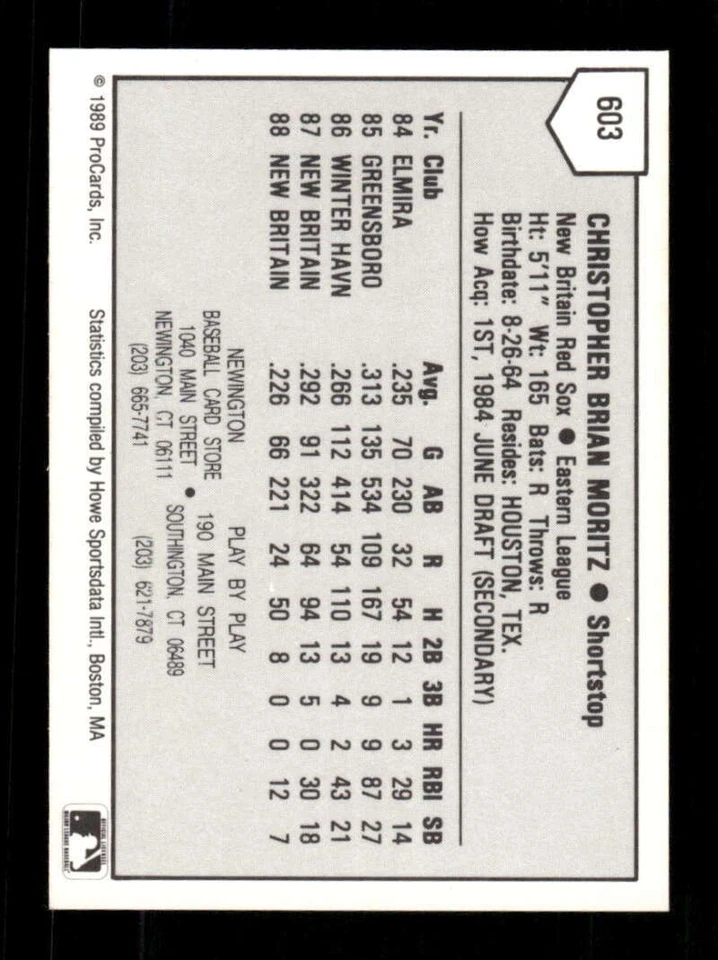 603
CHRISTOPHER BRIAN MORITZ ● Shortstop
New Britain Red Sox ● Eastern League
Ht: 5'11" Wt: 165 Bats: R Throws: R
Birthdate: 8-26-64 Resides: HOUSTON, TEX.
How Acq: 1ST, 1984 JUNE DRAFT (SECONDARY)
Yr. Club Avg. G AB R H 2B 3B HR RBI SB
84 ELMIRA .235 70 230 32 54 12 1 3 29 14
85 GREENSBORO .313 135 534 109 167 19 9 9 87 27
86 WINTER HAVN .266 112 414 54 110 13 4 2 43 21
87 NEW BRITAIN .292 91 322 64 94 13 5 0 30 18
88 NEW BRITAIN .226 66 221 24 50 8 0 0 12 7
NEWINGTON PLAY BY PLAY
BASEBALL CARD STORE 190 MAIN STREET
1040 MAIN STREET ● SOUTHINGTON, CT 06489
NEWINGTON, CT 06111 (203) 621-7879
(203) 665-7741
© 1989 ProCards, Inc. Statistics compiled by Howe Sportsdata Intl., Boston, MA
OFFICIAL LICENSEE
MAJOR LEAGUE BASEBALL